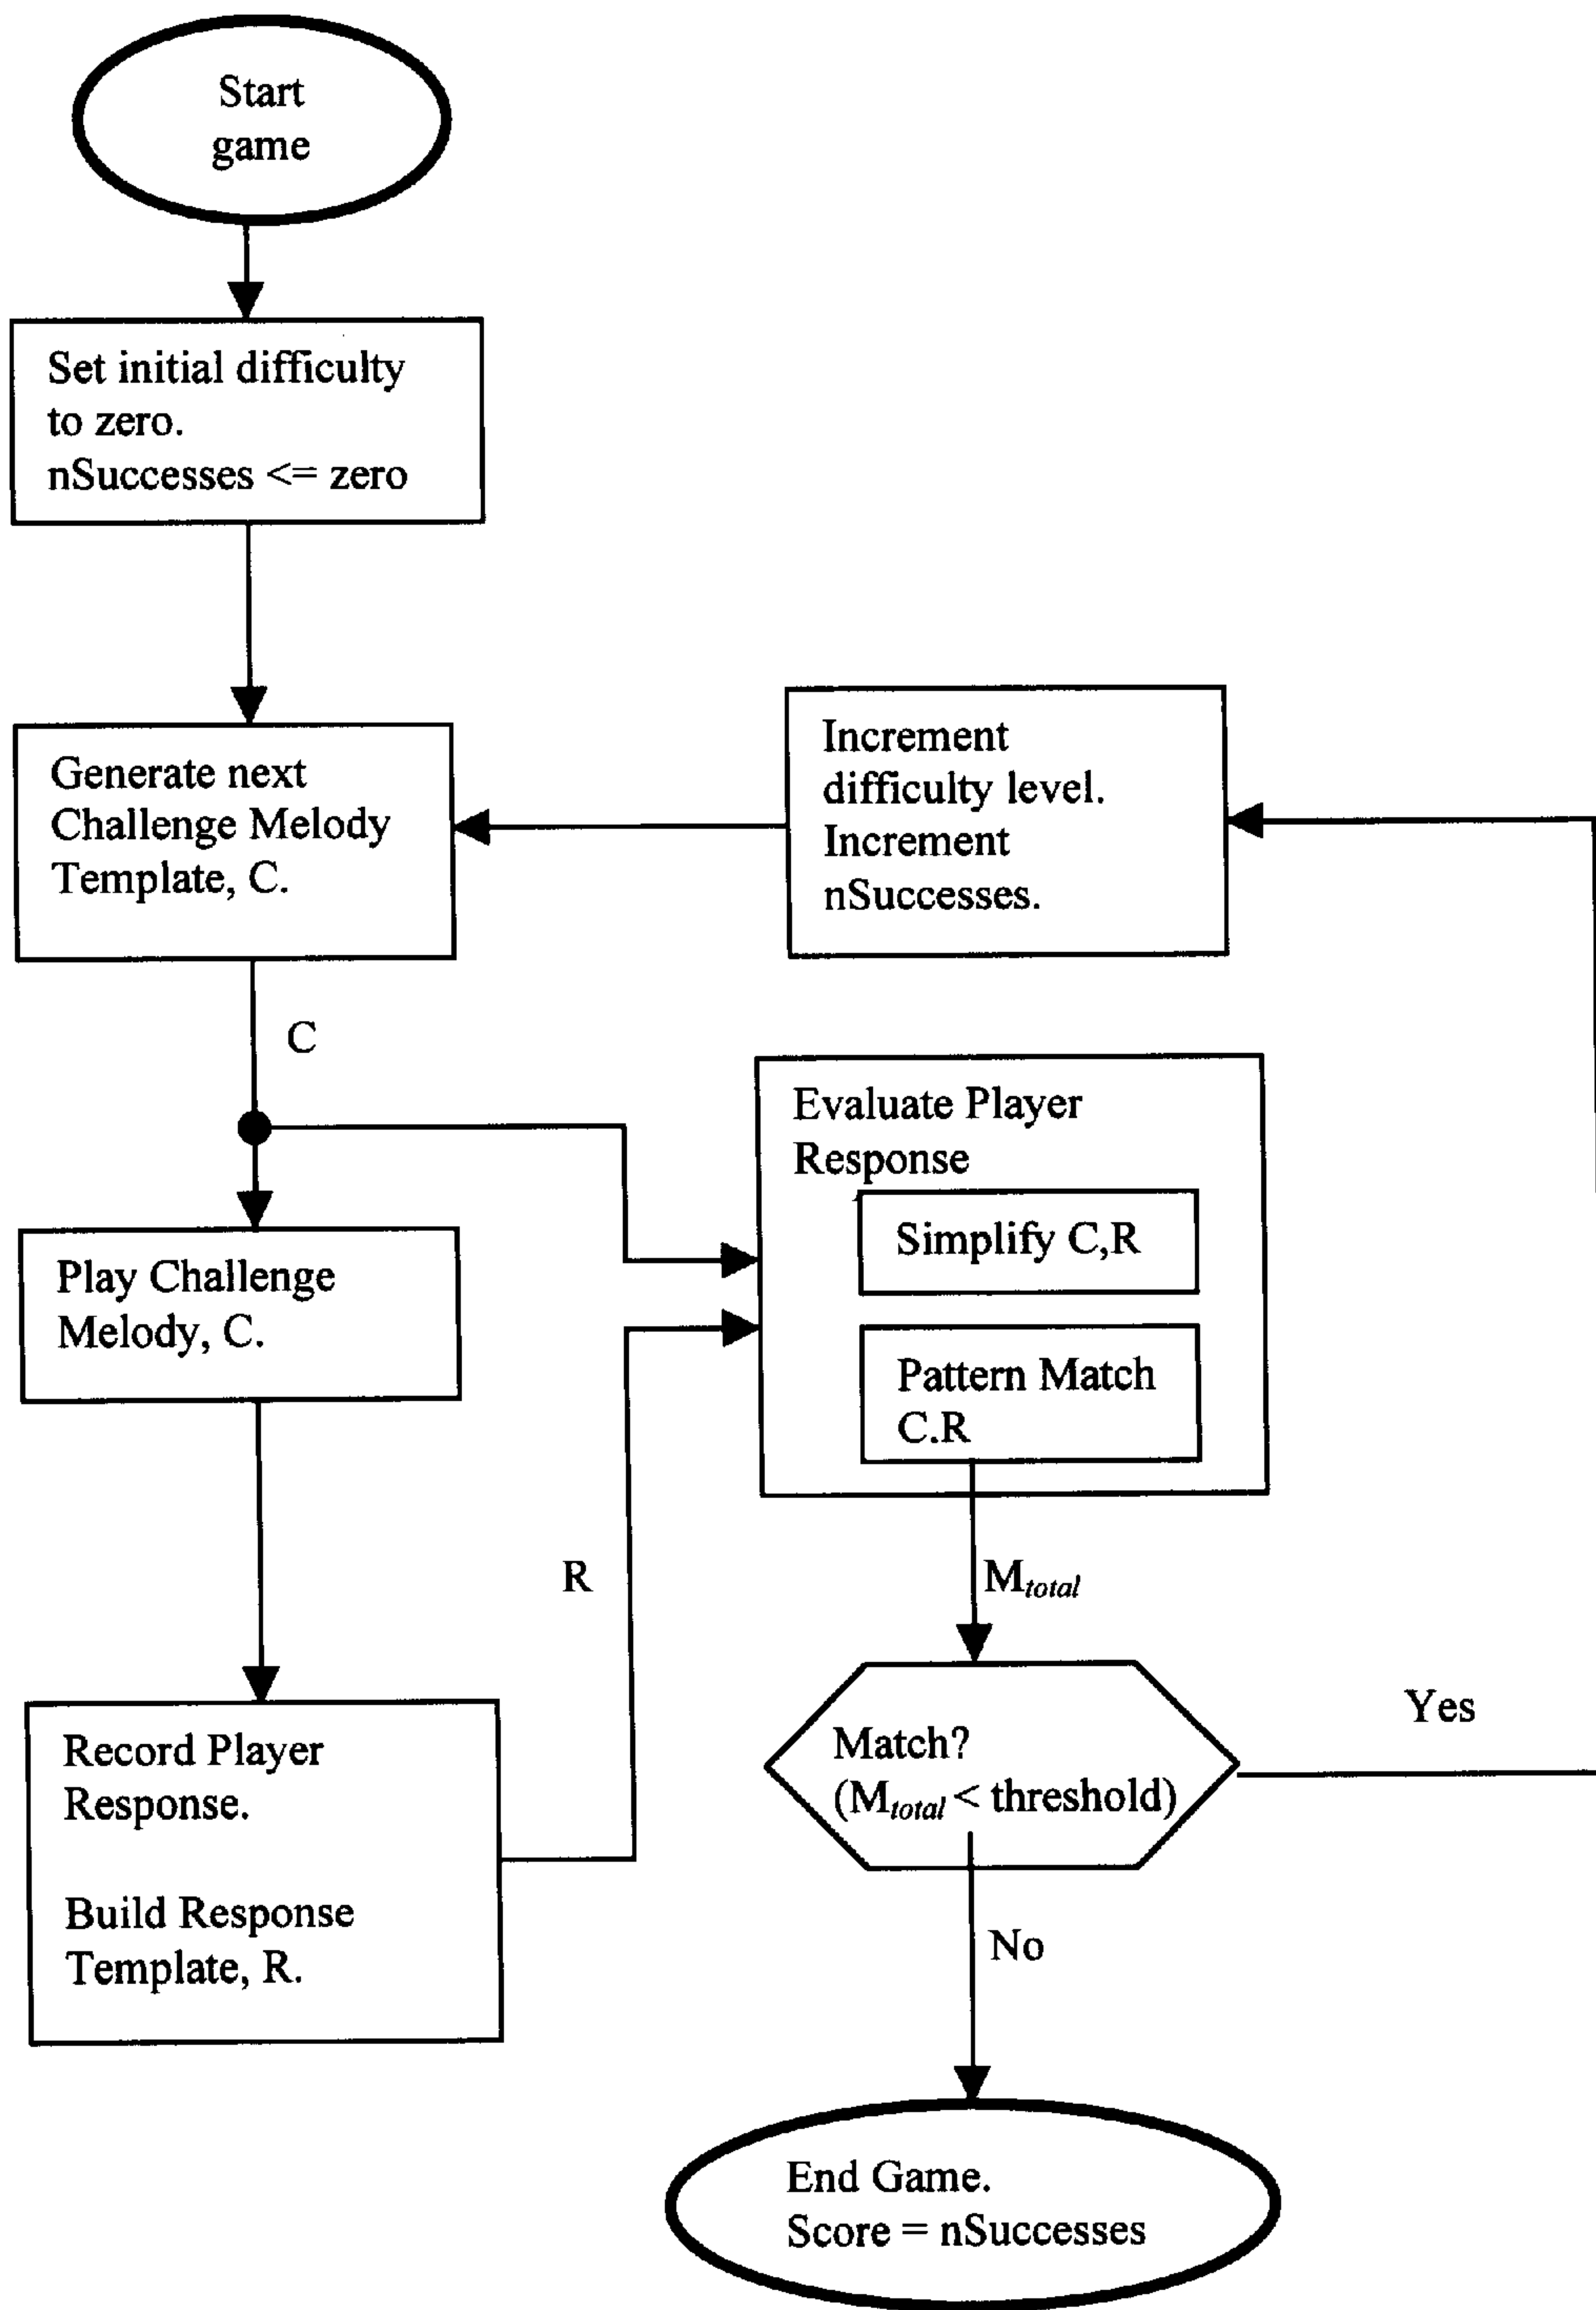 Start
game
Set initial difficulty
to zero.
nSuccesses <= zero
Generate next
Challenge Melody
Template, C.
Increment
difficulty level.
Increment
nSuccesses.
C
Evaluate Player
Response
Simplify C,R
Pattern Match
C.R
Play Challenge
Melody, C.
R
M_total
Record Player
Response.
Build Response
Template, R.
Match?
(M_total < threshold)
Yes
No
End Game.
Score = nSuccesses